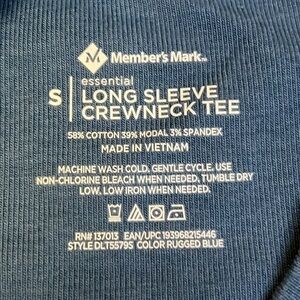 Member's Mark™
essential
S
LONG SLEEVE
CREWNECK TEE
58% COTTON 39% MODAL 3% SPANDEX
MADE IN VIETNAM
MACHINE WASH COLD, GENTLE CYCLE. USE
NON-CHLORINE BLEACH WHEN NEEDED. TUMBLE DRY
LOW. LOW IRON WHEN NEEDED.
RN# 137013 EAN/UPC 193968215446
STYLE DLT5579S COLOR RUGGED BLUE